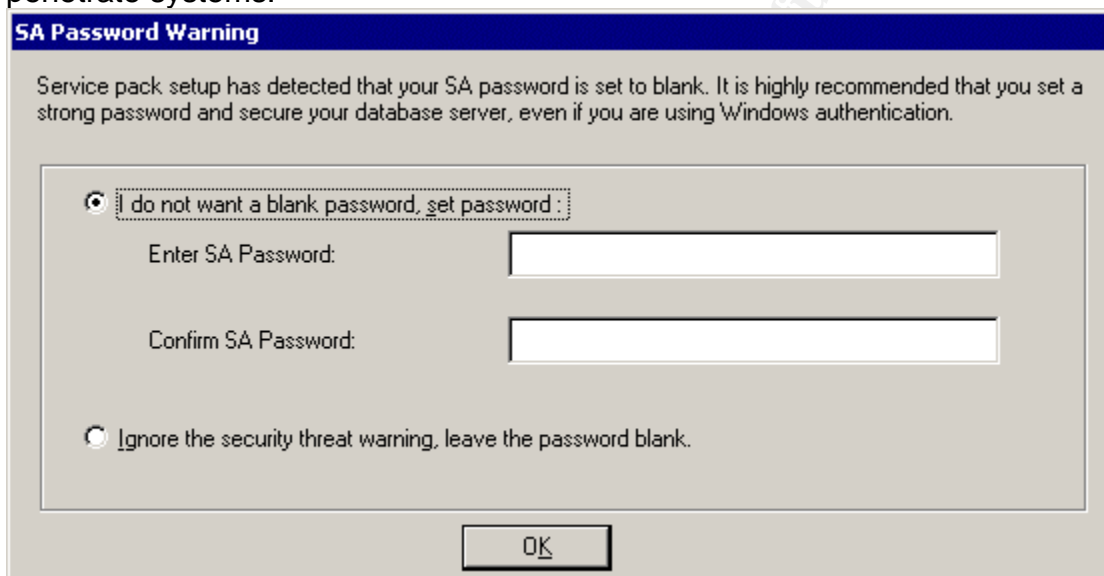 penetrate systems.
SA Password Warning
Service pack setup has detected that your SA password is set to blank. It is highly recommended that you set a
strong password and secure your database server, even if you are using Windows authentication.
I do not want a blank password, set password :
Enter SA Password:
Confirm SA Password:
Ignore the security threat warning, leave the password blank.
OK